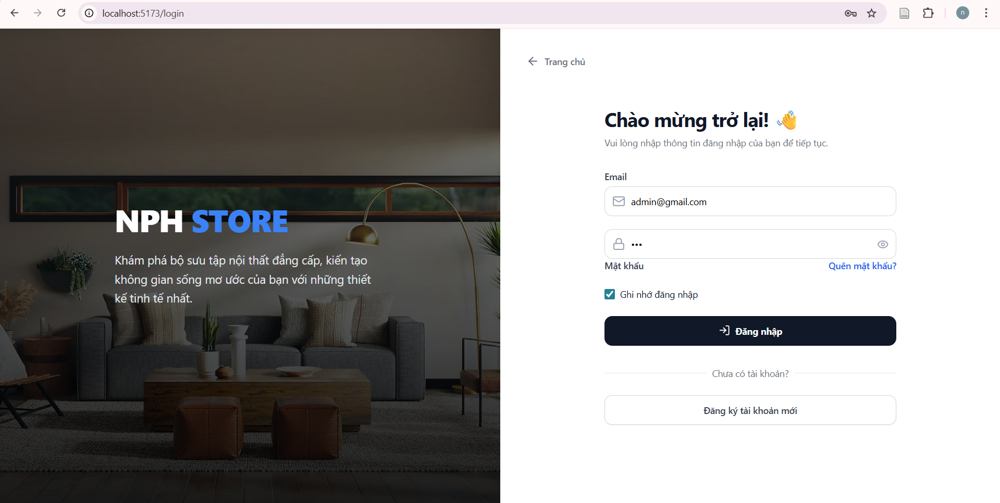 localhost:5173/login
n
Trang chủ
NPH STORE
Khám phá bộ sưu tập nội thất đẳng cấp, kiến tạo
không gian sống mơ ước của bạn với những thiết
kế tinh tế nhất.
Chào mừng trở lại! 👋
Vui lòng nhập thông tin đăng nhập của bạn để tiếp tục.
Email
admin@gmail.com
•••
Mật khẩu
Quên mật khẩu?
Ghi nhớ đăng nhập
Đăng nhập
Chưa có tài khoản?
Đăng ký tài khoản mới